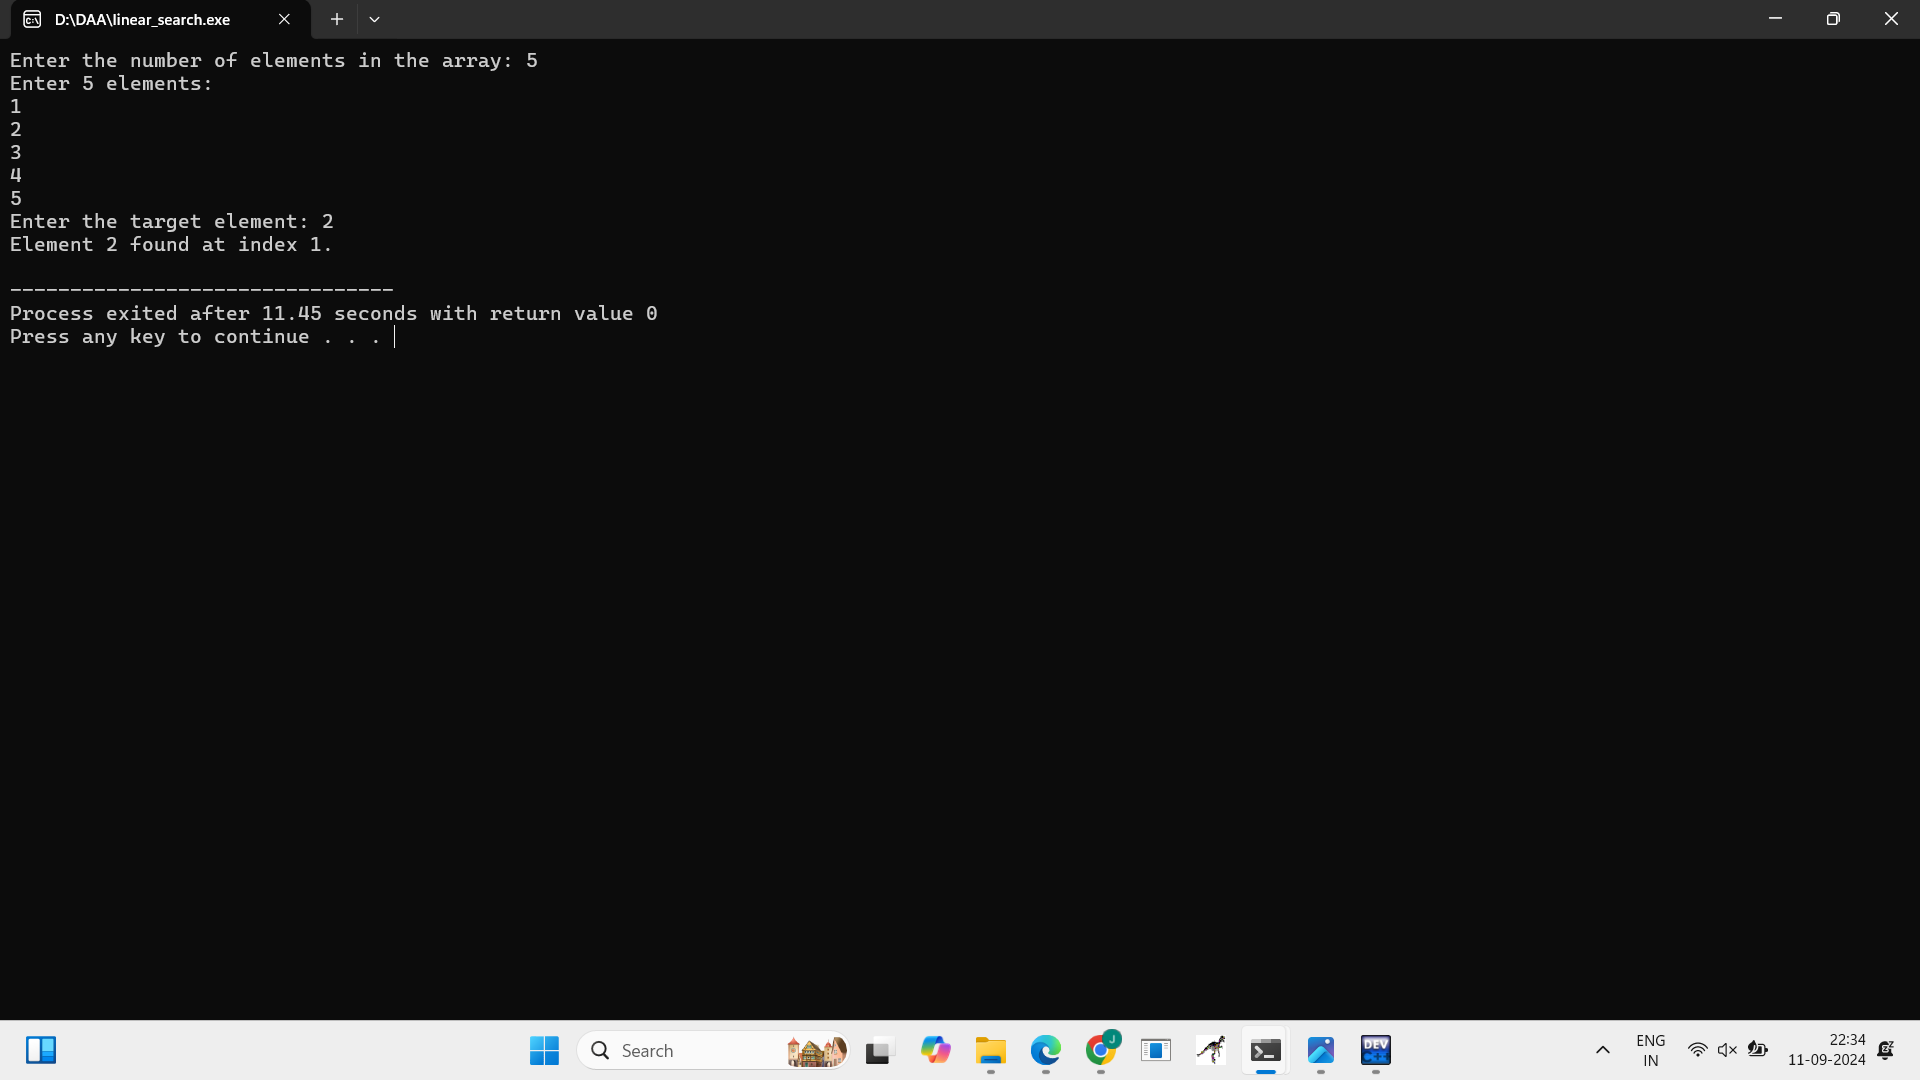 D:\DAA\linear_search.exe
Enter the number of elements in the array: 5
Enter 5 elements:
1
2
3
4
5
Enter the target element: 2
Element 2 found at index 1.
--------------------------------
Process exited after 11.45 seconds with return value 0
Press any key to continue . . .
Search
J
DEV
C++
ENG
IN
22:34
11-09-2024